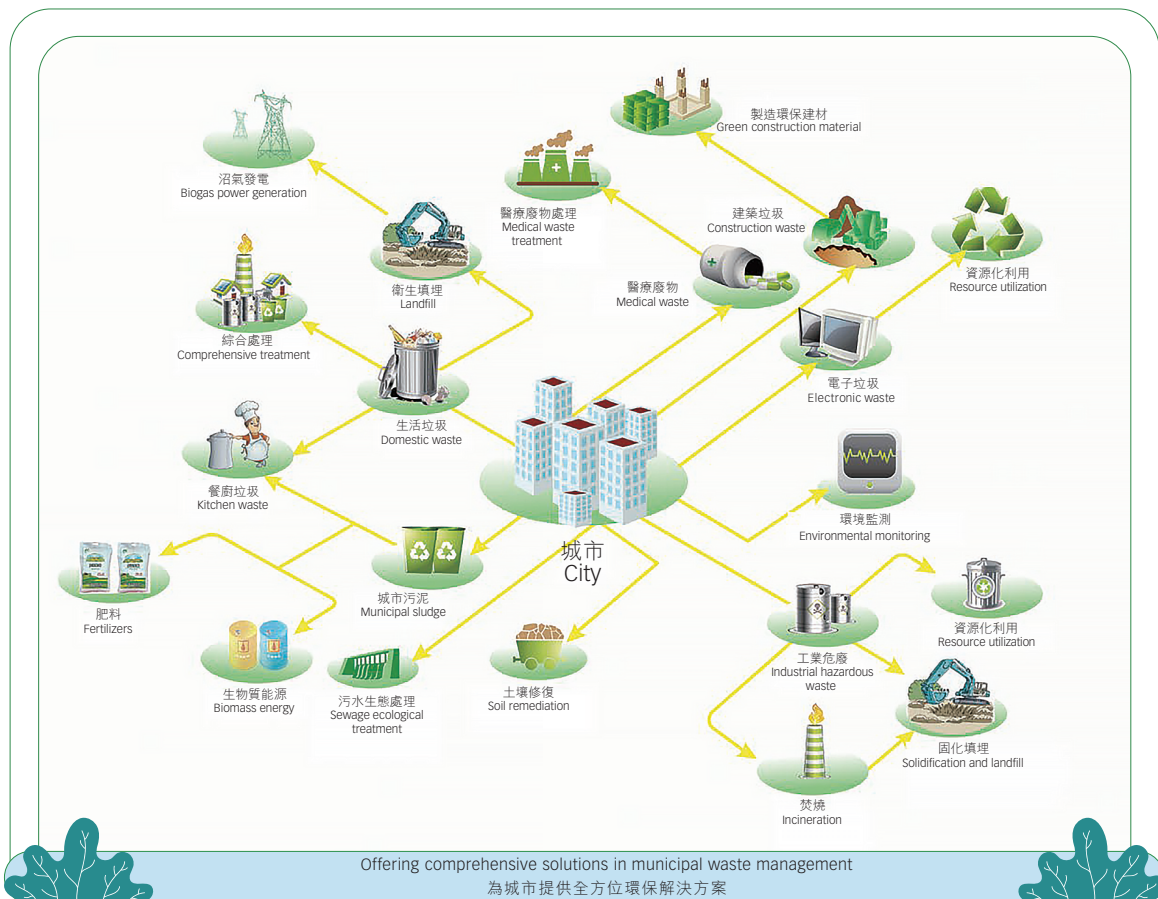 製造環保建材
Green construction material
沼氣發電
Biogas power generation
醫療廢物處理
Medical waste
treatment
建築垃圾
Construction waste
醫療廢物
Medical waste
資源化利用
Resource utilization
衛生填埋
Landfill
綜合處理
Comprehensive treatment
電子垃圾
Electronic waste
生活垃圾
Domestic waste
餐廚垃圾
Kitchen waste
環境監測
Environmental monitoring
城市
City
城市污泥
Municipal sludge
肥料
Fertilizers
資源化利用
Resource utilization
工業危廢
Industrial hazardous
waste
生物質能源
Biomass energy
污水生態處理
Sewage ecological
treatment
土壤修復
Soil remediation
固化填埋
Solidification and landfill
焚燒
Incineration
Offering comprehensive solutions in municipal waste management
為城市提供全方位環保解決方案